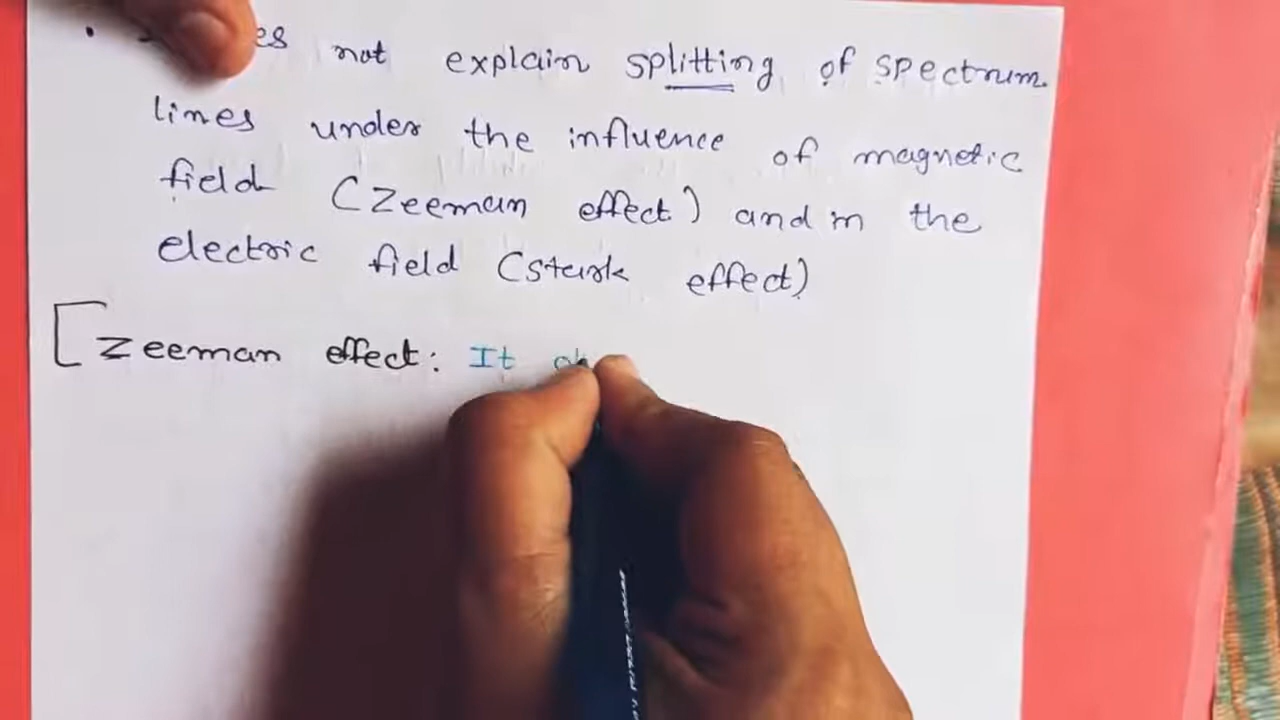 not explain splitting of spectrum
lines under the influence of magnetic
field (Zeeman effect) and in the
electric field (Stark effect)
[Zeeman effect: It